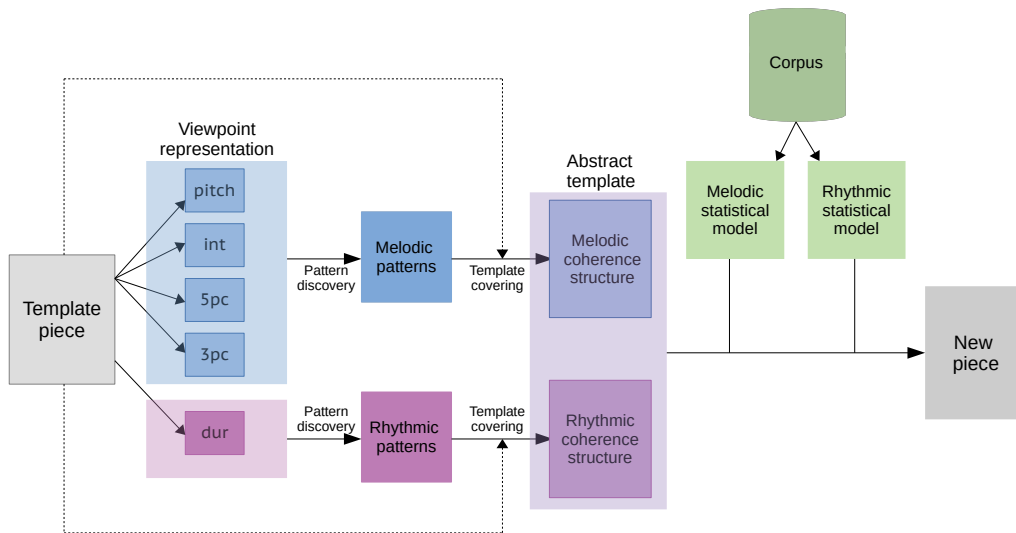 Corpus
Viewpoint
representation
Abstract
template
pitch
int
5pc
3pc
dur
Template
piece
Pattern
discovery
Melodic
patterns
Template
covering
Melodic
coherence
structure
Pattern
discovery
Rhythmic
patterns
Template
covering
Rhythmic
coherence
structure
Melodic
statistical
model
Rhythmic
statistical
model
New
piece